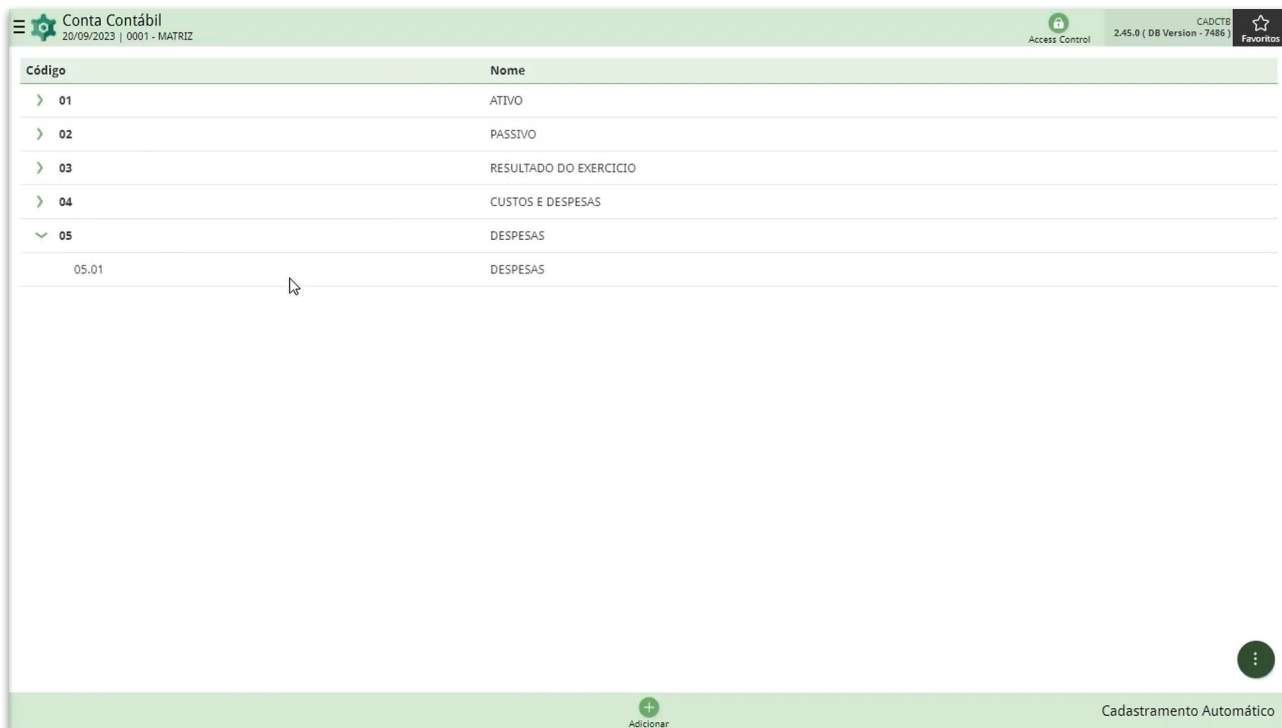 Conta Contábil
20/09/2023 | 0001 - MATRIZ
Access Control
CADCTB
2.45.0 ( DB Version - 7486 )
Favoritos
Código Nome
01 ATIVO
02 PASSIVO
03 RESULTADO DO EXERCICIO
04 CUSTOS E DESPESAS
05 DESPESAS
05.01 DESPESAS
Adicionar
Cadastramento Automático